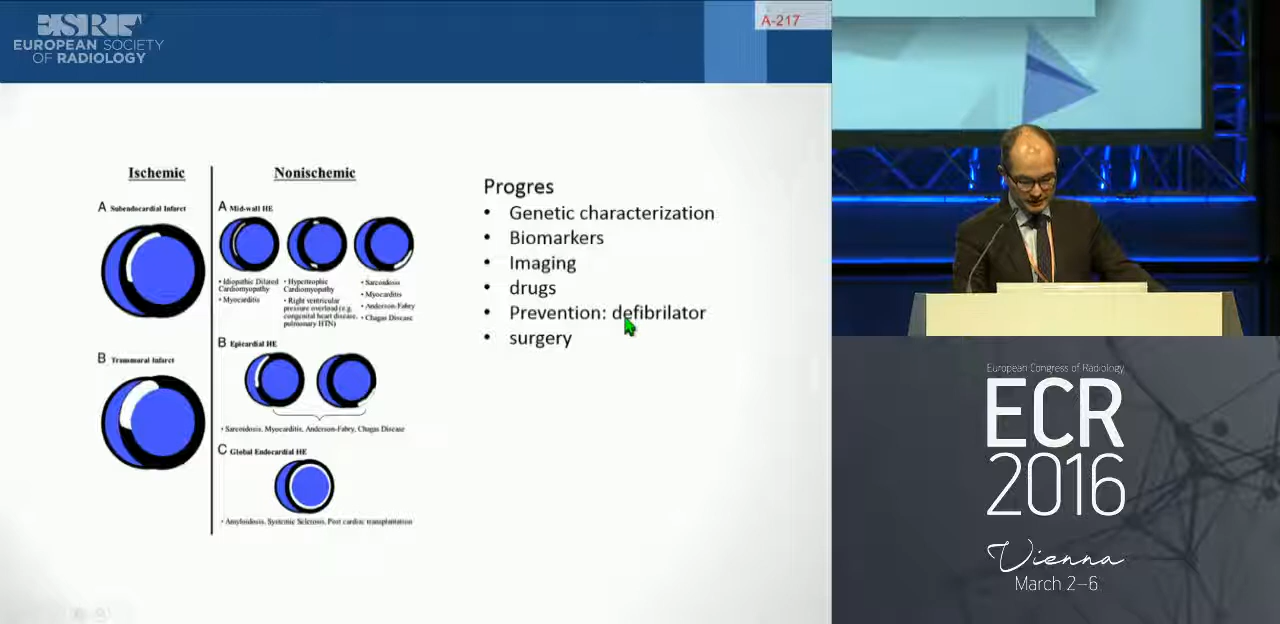 ESR
EUROPEAN SOCIETY
OF RADIOLOGY
A-217
Ischemic
A Subendocardial Infarct
B Transmural Infarct
Nonischemic
A Mid-wall HE
• Idiopathic Dilated
Cardiomyopathy
• Myocarditis
• Hypertrophic
Cardiomyopathy
• Right ventricular
pressure overload (e.g.
congenital heart disease,
pulmonary HTN)
• Sarcoidosis
• Myocarditis
• Anderson-Fabry
• Chagas Disease
B Epicardial HE
• Sarcoidosis, Myocarditis, Anderson-Fabry, Chagas Disease
C Global Endocardial HE
• Amyloidosis, Systemic Sclerosis, Post cardiac transplantation
Progres
• Genetic characterization
• Biomarkers
• Imaging
• drugs
• Prevention: defibrilator
• surgery
European Congress of Radiology
ECR
2016
Vienna
March 2–6